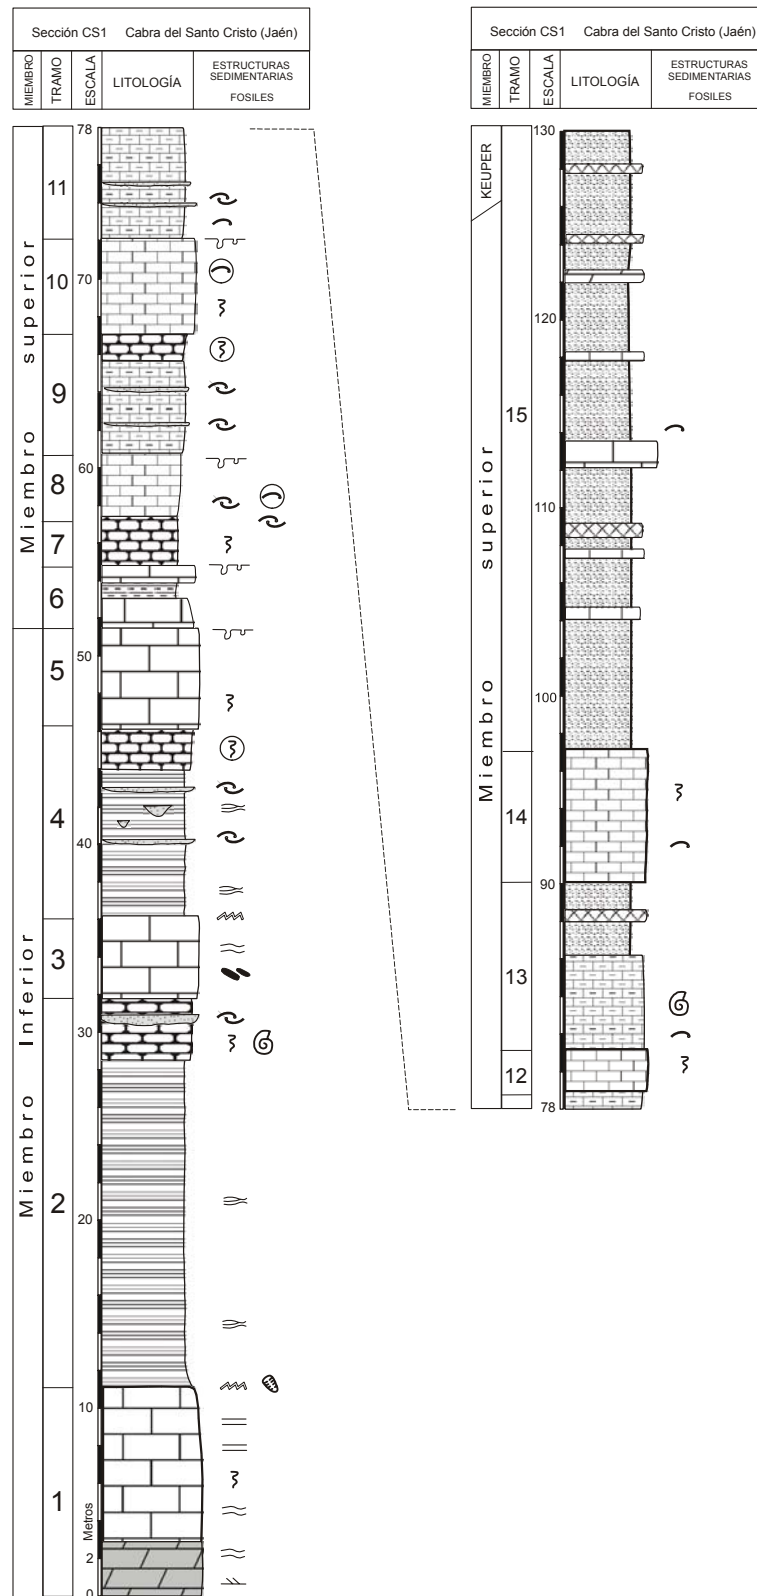 Sección CS1 Cabra del Santo Cristo (Jaén)
MIEMBRO
TRAMO
ESCALA
LITOLOGÍA
ESTRUCTURAS
SEDIMENTARIAS
FOSILES
78
11
70
10
9
60
8
7
6
50
5
4
40
3
30
2
20
10
1
Metros
2
0
Miembro superior
Miembro Inferior
Sección CS1 Cabra del Santo Cristo (Jaén)
MIEMBRO
TRAMO
ESCALA
LITOLOGÍA
ESTRUCTURAS
SEDIMENTARIAS
FOSILES
130
KEUPER
120
15
110
100
14
90
13
12
78
Miembro superior